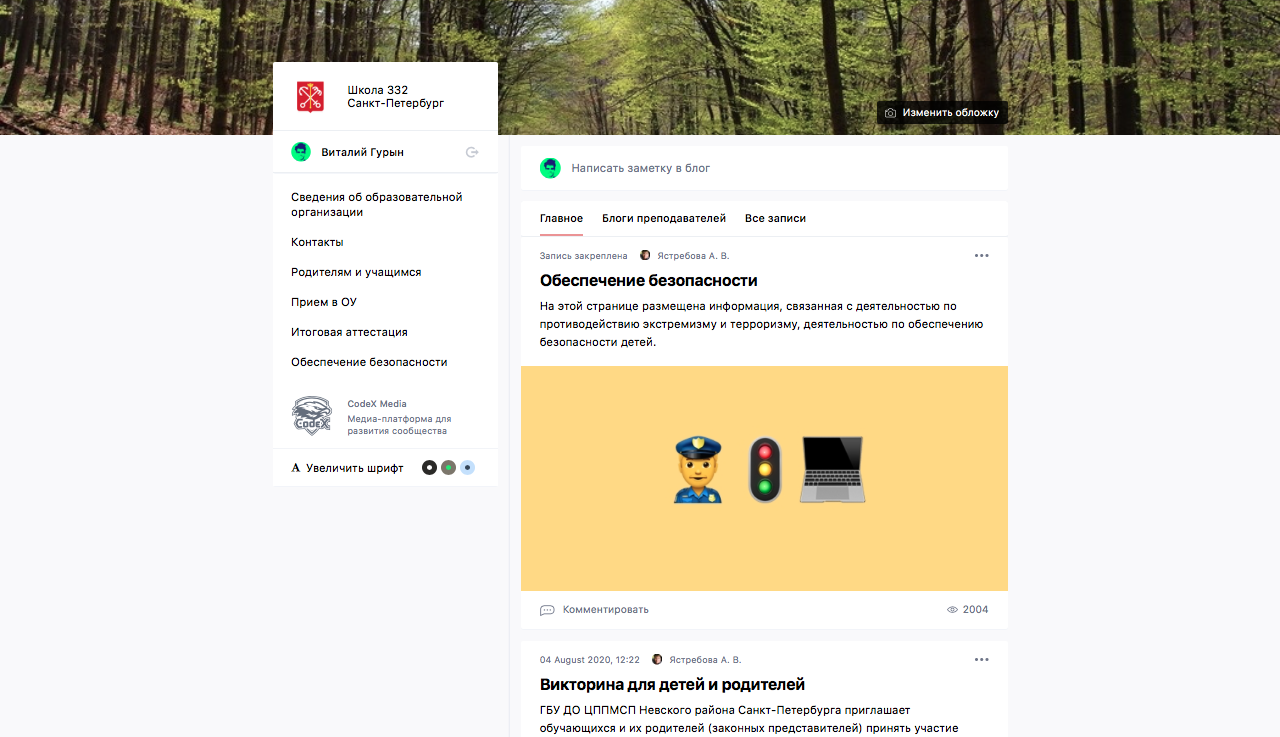 Школа 332
Санкт-Петербург
Изменить обложку
Виталий Гурын
Сведения об образовательной
организации
Контакты
Родителям и учащимся
Прием в ОУ
Итоговая аттестация
Обеспечение безопасности
CodeX
CodeX Media
Медиа-платформа для
развития сообщества
A Увеличить шрифт
Написать заметку в блог
Главное Блоги преподавателей Все записи
Запись закреплена Ястребова А. В.
Обеспечение безопасности
На этой странице размещена информация, связанная с деятельностью по
противодействию экстремизму и терроризму, деятельностью по обеспечению
безопасности детей.
Комментировать 2004
04 August 2020, 12:22 Ястребова А. В.
Викторина для детей и родителей
ГБУ ДО ЦППМСП Невского района Санкт-Петербурга приглашает
обучающихся и их родителей (законных представителей) принять участие